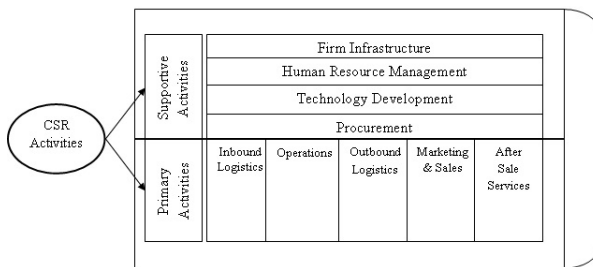 CSR
Activities
Supportive
Activities
Firm Infrastructure
Human Resource Management
Technology Development
Procurement
Primary
Activities
Inbound
Logistics
Operations
Outbound
Logistics
Marketing
& Sales
After
Sale
Services